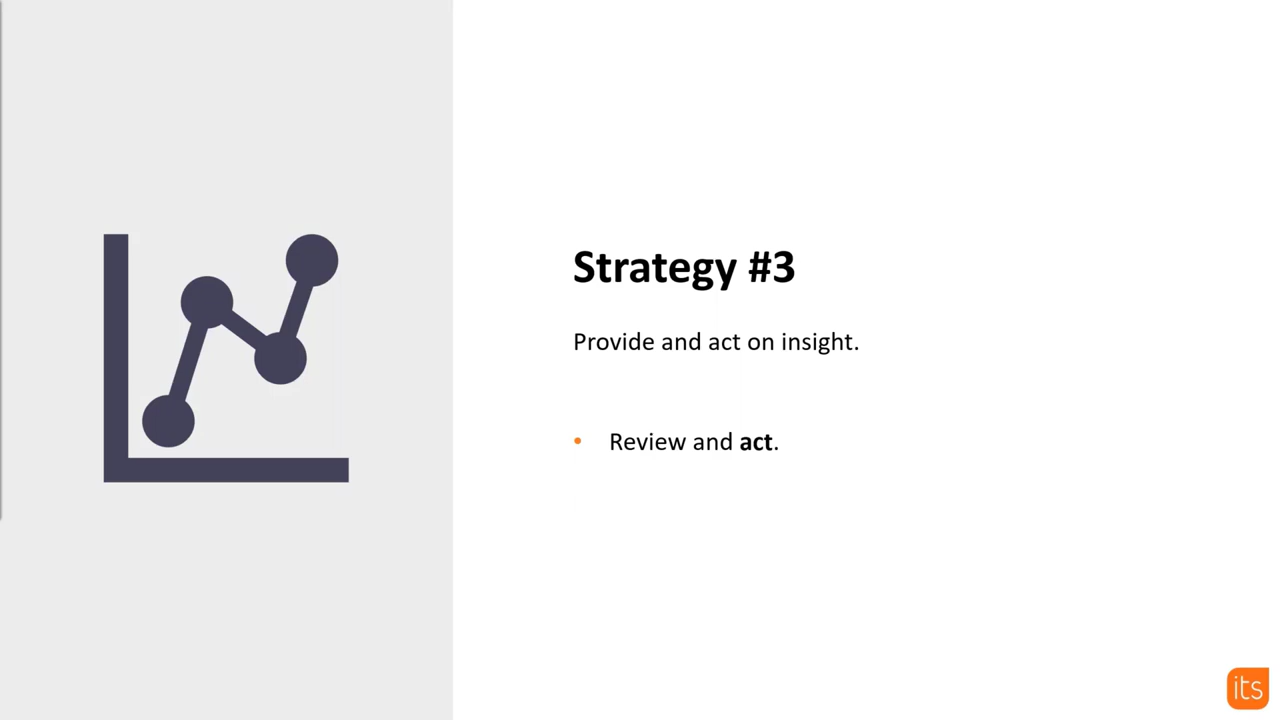 Strategy #3
Provide and act on insight.
• Review and act.
its